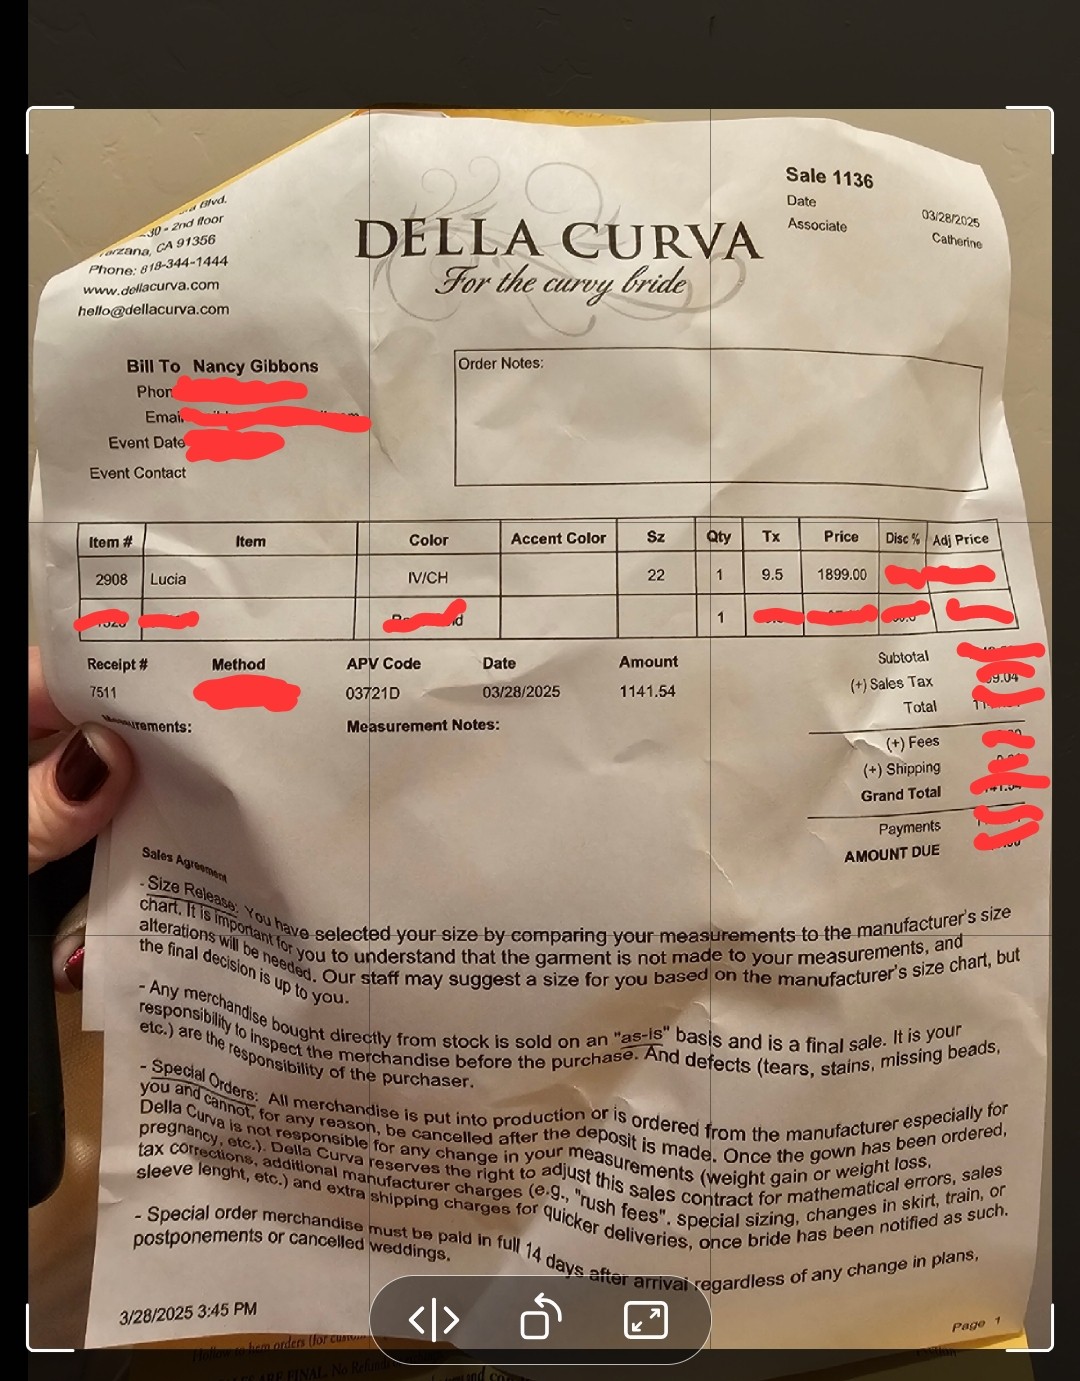 Blvd.
- 2nd floor
CA 91356
Phone: 818-344-1444
www.dellacurva.com
hello@dellacurva.com
DELLA CURVA
For the curvy bride
Sale 1136
Date 03/28/2025
Associate Catherine
Bill To Nancy Gibbons
Phon
Email
Event Date
Event Contact
Order Notes:
Item # Item Color Accent Color Sz Qty Tx Price Disc % Adj Price
2908 Lucia IV/CH 22 1 9.5 1899.00
1
Receipt # Method APV Code Date Amount
7511 03721D 03/28/2025 1141.54
Measurement Notes:
Subtotal
(+) Sales Tax
Total
(+) Fees
(+) Shipping
Grand Total
Payments
AMOUNT DUE
Sales Agreement
- Size Release: You have selected your size by comparing your measurements to the manufacturer's size
chart. It is important for you to understand that the garment is not made to your measurements, and
alterations will be needed. Our staff may suggest a size for you based on the manufacturer's size chart, but
the final decision is up to you.
- Any merchandise bought directly from stock is sold on an "as-is" basis and is a final sale. It is your
responsibility to inspect the merchandise before the purchase. And defects (tears, stains, missing beads,
etc.) are the responsibility of the purchaser.
- Special Orders: All merchandise is put into production or is ordered from the manufacturer especially for
you and cannot, for any reason, be cancelled after the deposit is made. Once the gown has been ordered,
Della Curva is not responsible for any change in your measurements (weight gain or weight loss,
pregnancy, etc.). Della Curva reserves the right to adjust this sales contract for mathematical errors, sales
tax corrections, additional manufacturer charges (e.g., "rush fees", special sizing, changes in skirt, train, or
sleeve lenght, etc.) and extra shipping charges for quicker deliveries, once bride has been notified as such.
- Special order merchandise must be paid in full 14 days after arrival regardless of any change in plans,
postponements or cancelled weddings.
3/28/2025 3:45 PM
Page 1